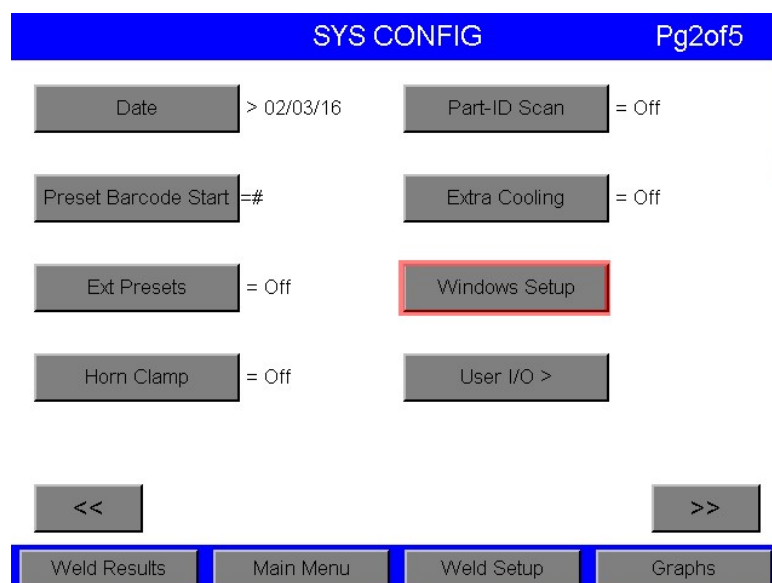 SYS CONFIG Pg2of5
Date > 02/03/16 Part-ID Scan = Off
Preset Barcode Start =# Extra Cooling = Off
Ext Presets = Off Windows Setup
Horn Clamp = Off User I/O >
<< >>
Weld Results Main Menu Weld Setup Graphs